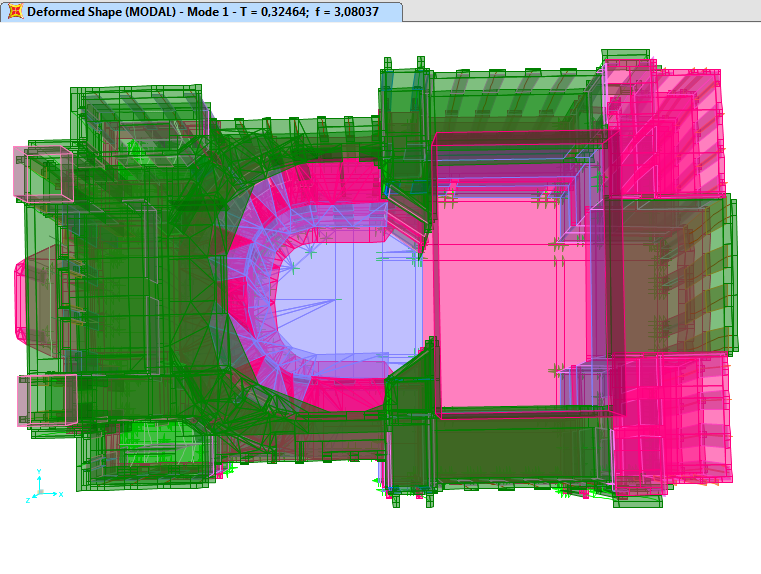 Deformed Shape (MODAL) - Mode 1 - T = 0,32464; f = 3,08037
Y
Z X